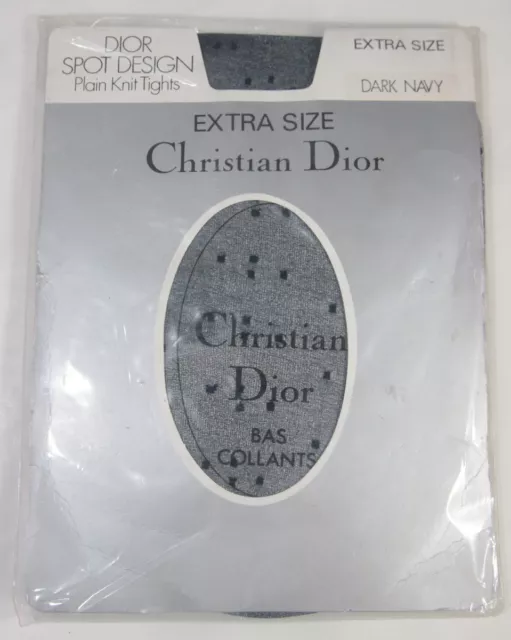 DIOR
SPOT DESIGN
Plain Knit Tights
EXTRA SIZE
DARK NAVY
EXTRA SIZE
Christian Dior
Christian
Dior
BAS
COLLANTS